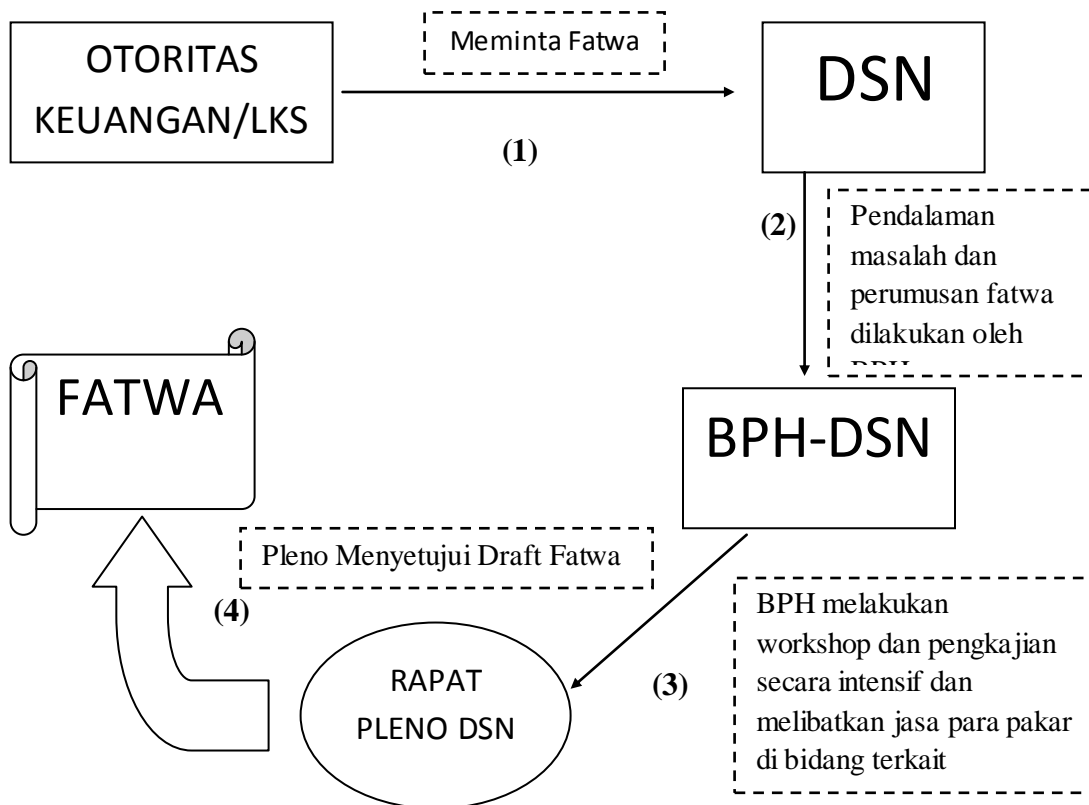 OTORITAS
KEUANGAN/LKS
Meminta Fatwa
(1)
DSN
(2)
Pendalaman
masalah dan
perumusan fatwa
dilakukan oleh
BPH-DSN
BPH melakukan
workshop dan pengkajian
secara intensif dan
melibatkan jasa para pakar
di bidang terkait
(3)
RAPAT
PLENO DSN
Pleno Menyetujui Draft Fatwa
(4)
FATWA